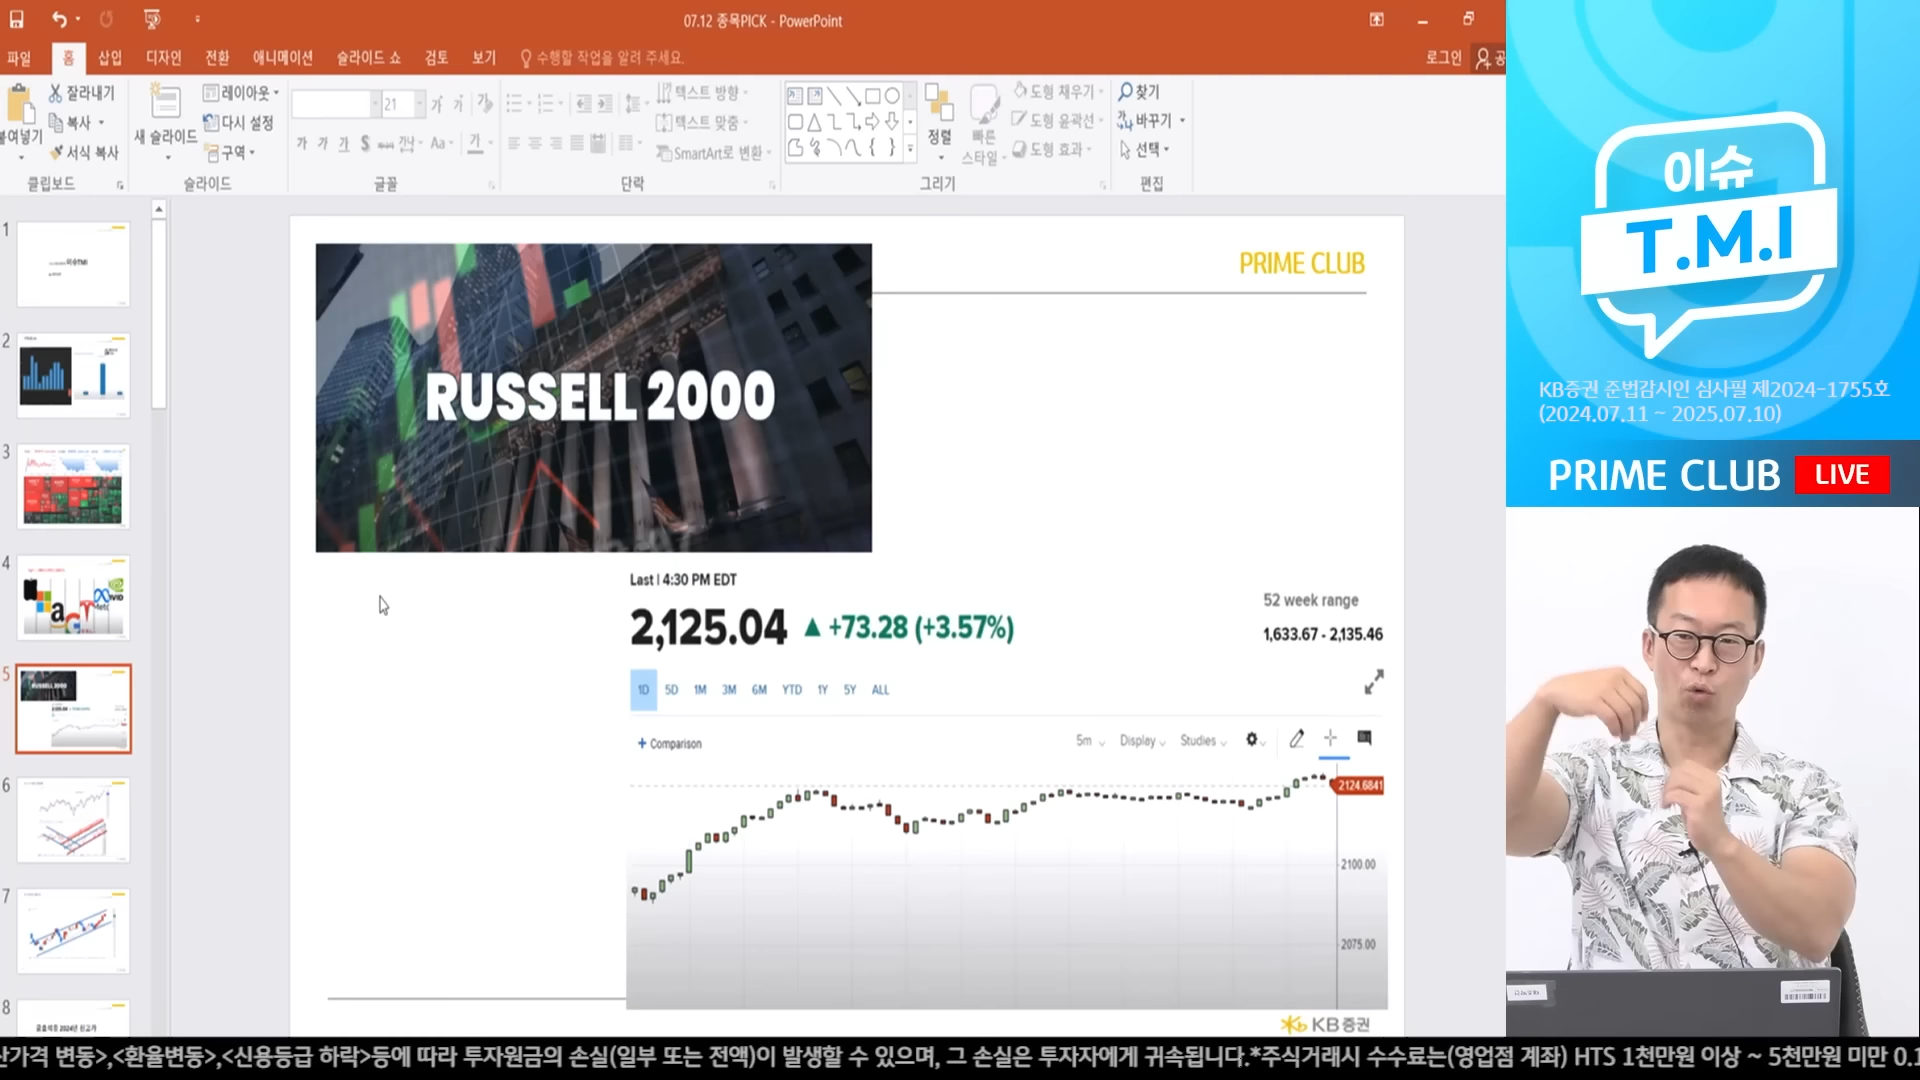 07.12 종목PICK - PowerPoint
파일 홈 삽입 디자인 전환 애니메이션 슬라이드 쇼 검토 보기 수행할 작업을 알려 주세요. 로그인 공
붙여넣기
잘라내기
복사
서식 복사
클립보드
새 슬라이드
레이아웃
다시 설정
구역
슬라이드
21
글꼴
텍스트 방향
텍스트 맞춤
SmartArt로 변환
단락
정렬
빠른
스타일
도형 채우기
도형 윤곽선
도형 효과
그리기
찾기
바꾸기
선택
편집
1
2
3
4
5
6
7
8
RUSSELL 2000
PRIME CLUB
Last | 4:30 PM EDT
2,125.04 ▲ +73.28 (+3.57%)
52 week range
1,633.67 - 2,135.46
1D 5D 1M 3M 6M YTD 1Y 5Y ALL
+ Comparison
5m Display Studies
2124.6841
2100.00
2075.00
KB증권
이슈
T.M.I
KB증권 준법감시인 심사필 제2024-1755호
(2024.07.11 ~ 2025.07.10)
PRIME CLUB LIVE
산가격 변동>,<환율변동>,<신용등급 하락>등에 따라 투자원금의 손실(일부 또는 전액)이 발생할 수 있으며, 그 손실은 투자자에게 귀속됩니다.*주식거래시 수수료는(영업점 계좌) HTS 1천만원 이상 ~ 5천만원 미만 0.1